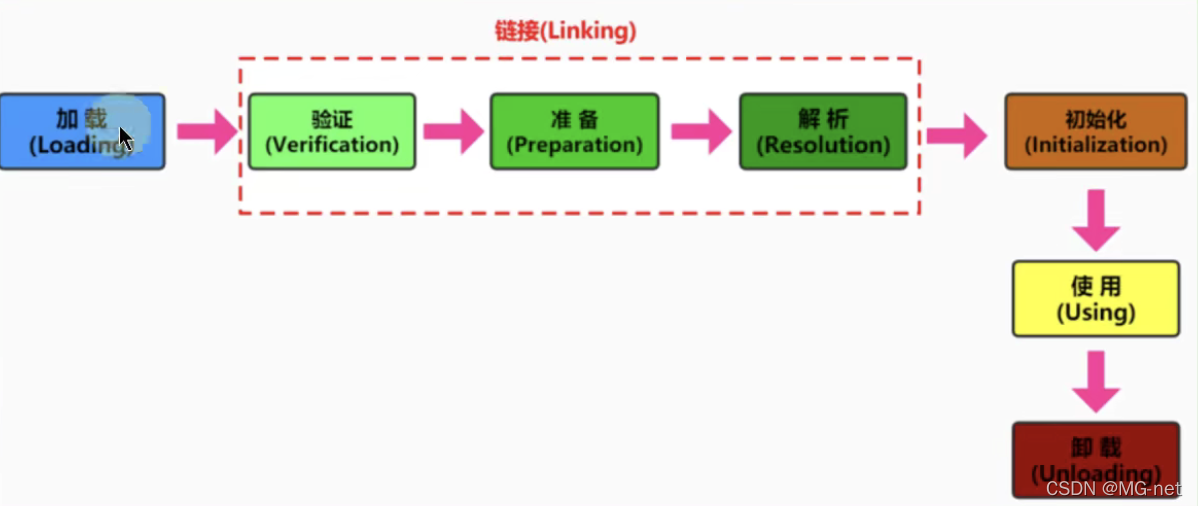 链接(Linking)
加 载
(Loading)
验证
(Verification)
准 备
(Preparation)
解 析
(Resolution)
初始化
(Initialization)
使 用
(Using)
卸 载
(Unloading)
CSDN @MG-net